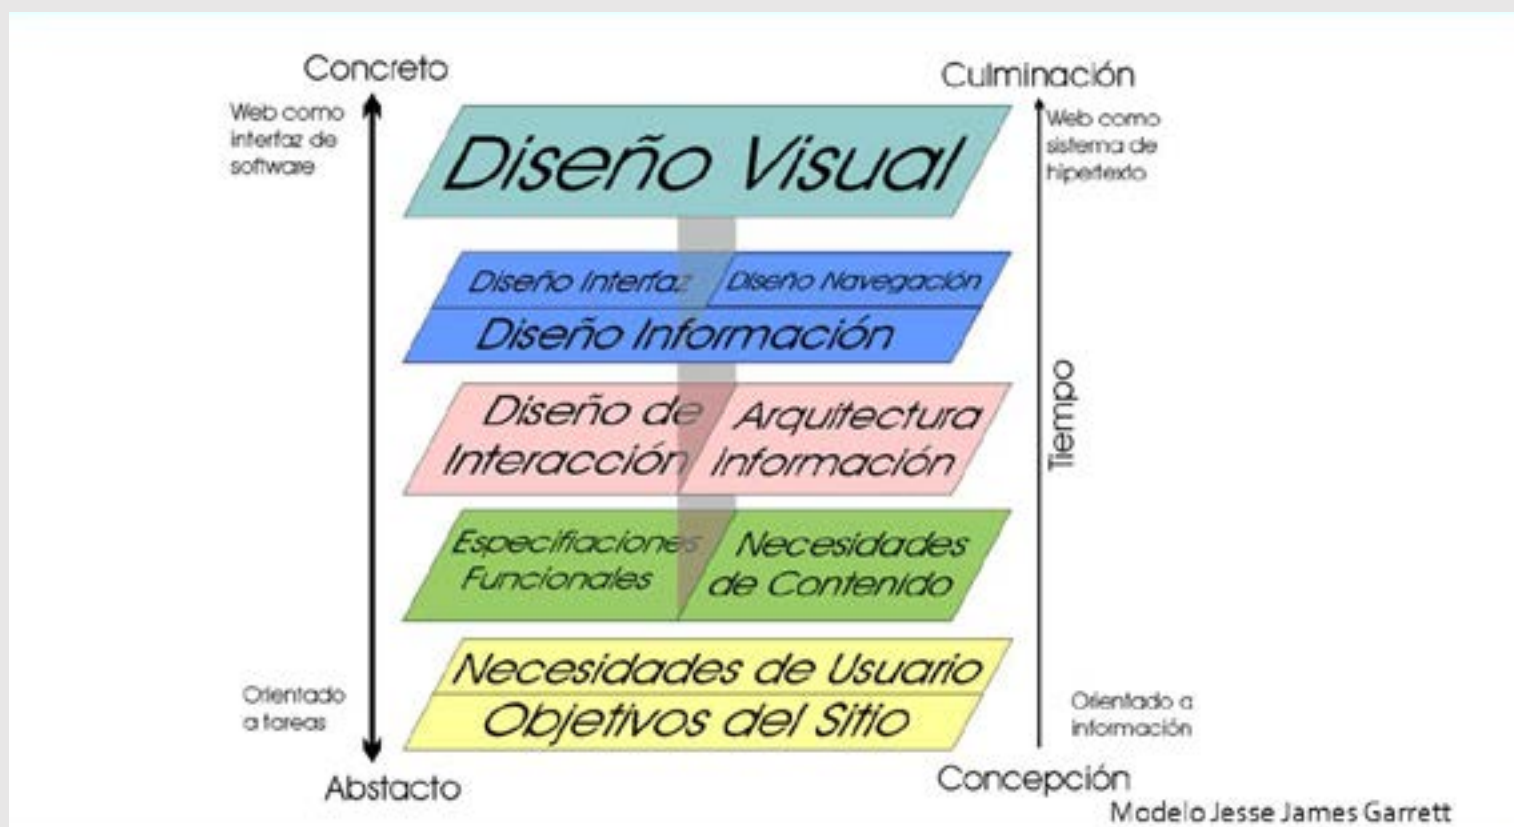 Concreto
Culminación
Web como
interfaz de
software
Web como
sistema de
hipertexto
Diseño Visual
Diseño Interfaz
Diseño Navegación
Diseño Información
Diseño de
Interacción
Arquitectura
Información
Tiempo
Especifiaciones
Funcionales
Necesidades
de Contenido
Necesidades de Usuario
Objetivos del Sitio
Orientado
a tareas
Orientado a
información
Abstacto
Concepción
Modelo Jesse James Garrett